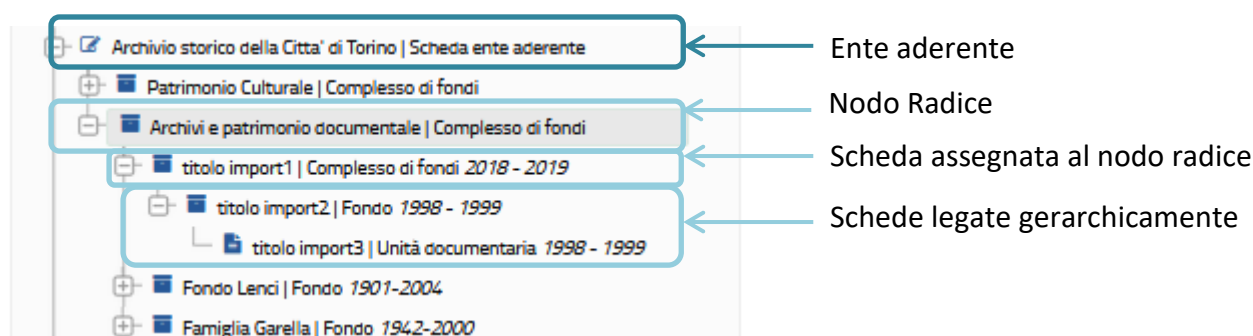 Archivio storico della Citta' di Torino | Scheda ente aderente
Ente aderente
Patrimonio Culturale | Complesso di fondi
Nodo Radice
Archivi e patrimonio documentale | Complesso di fondi
Scheda assegnata al nodo radice
titolo import1 | Complesso di fondi 2018 - 2019
titolo import2 | Fondo 1998 - 1999
Schede legate gerarchicamente
titolo import3 | Unità documentaria 1998 - 1999
Fondo Lenci | Fondo 1901-2004
Famiglia Garella | Fondo 1942-2000